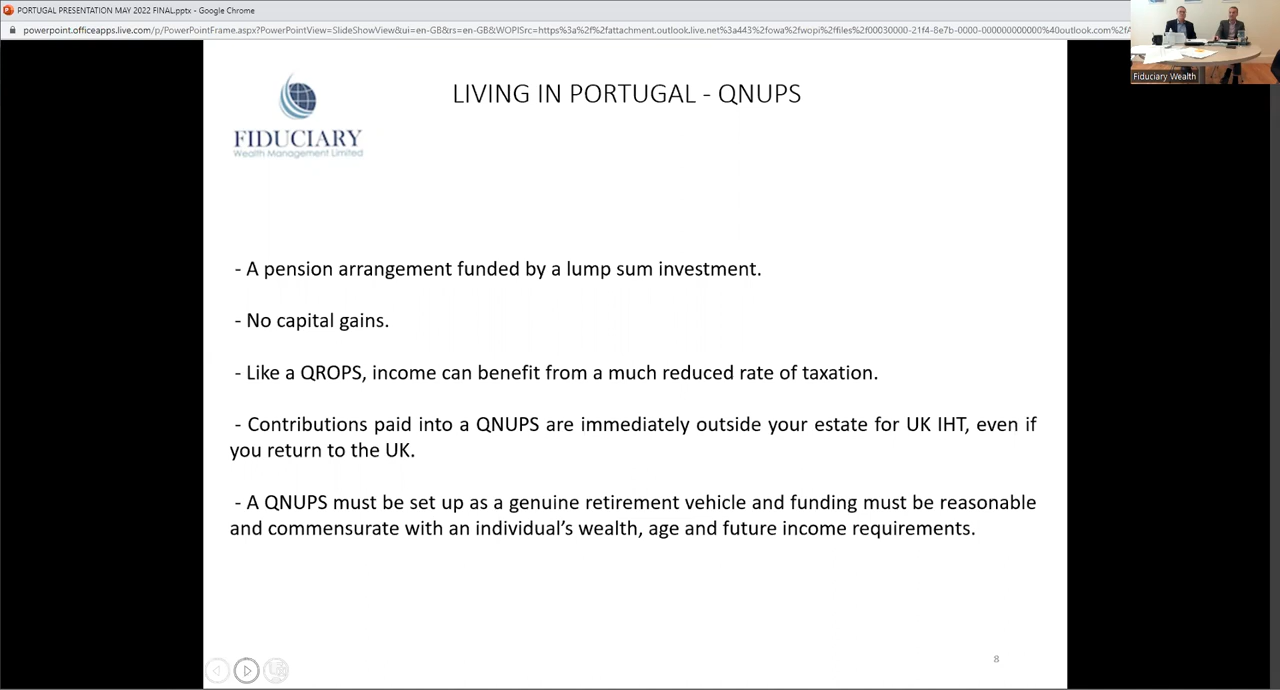 PORTUGAL PRESENTATION MAY 2022 FINAL.pptx - Google Chrome
powerpoint.officeapps.live.com/p/PowerPointFrame.aspx?PowerPointView=SlideShowView&ui=en-GB&rs=en-GB&WOPISrc=https%3a%2f%2fattachment.outlook.live.net%3a443%2fowa%2fwopi%2ffiles%2f00030000-21f4-8e7b-0000-000000000000%40outlook.com%2fA
Fiduciary Wealth
LIVING IN PORTUGAL - QNUPS
FIDUCIARY
Wealth Management Limited
- A pension arrangement funded by a lump sum investment.
- No capital gains.
- Like a QROPS, income can benefit from a much reduced rate of taxation.
- Contributions paid into a QNUPS are immediately outside your estate for UK IHT, even if
you return to the UK.
- A QNUPS must be set up as a genuine retirement vehicle and funding must be reasonable
and commensurate with an individual’s wealth, age and future income requirements.
8